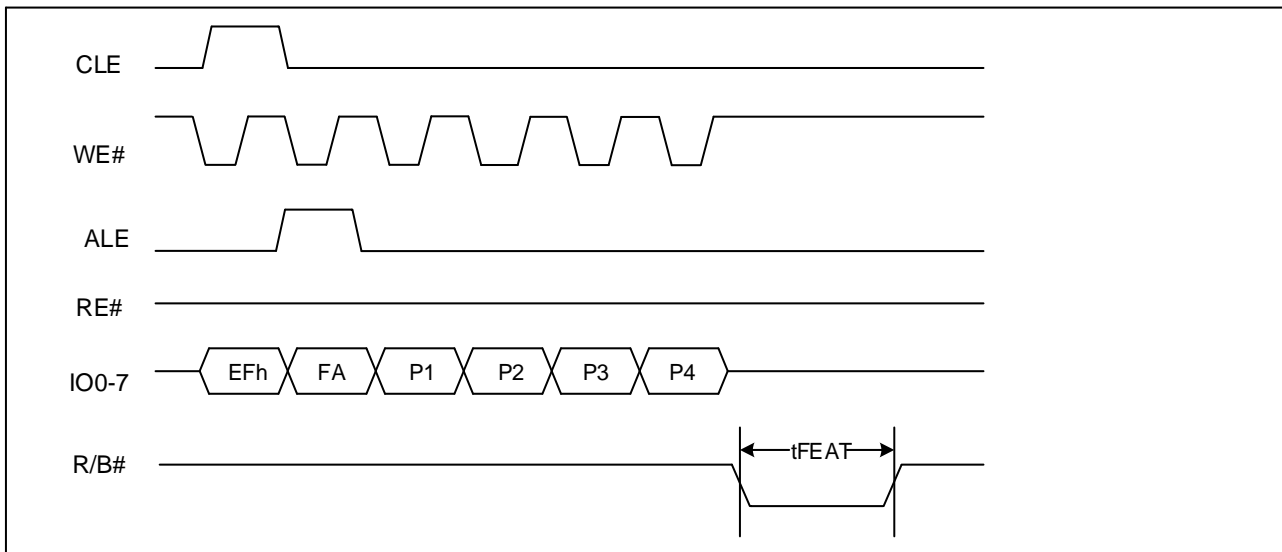 CLE
WE#
ALE
RE#
IO0-7 EFh FA P1 P2 P3 P4
R/B# tFEAT